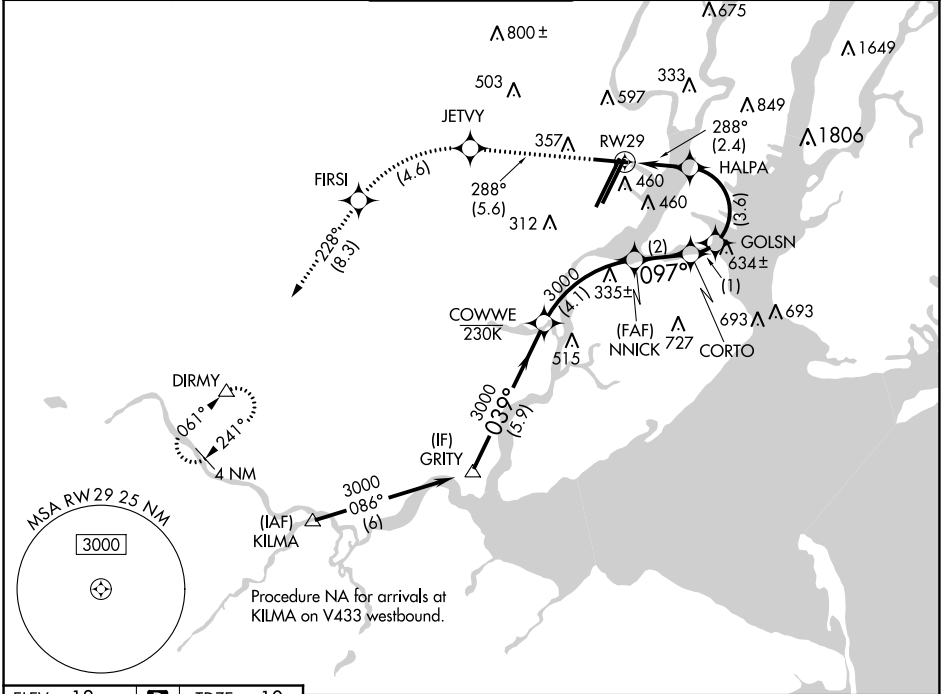 675
800 ±
1649
503
333
597
849
JETVY
357
RW29
288°
(2.4)
1806
HALPA
FIRSI
(4.6)
288°
(5.6)
460
460
(3.6)
312
GOLSN
228°
(8.3)
(2)
097°
634 ±
(1)
3000
(4.1)
335 ±
COWWE
230K
(FAF)
NNICK
693
693
727
CORTO
515
DIRMY
061°
241°
4 NM
3000
039°
(5.9)
(IF)
GRITY
3000
086°
(6)
(IAF)
KILMA
MSA RW29 25 NM
3000
Procedure NA for arrivals at
KILMA on V433 westbound.